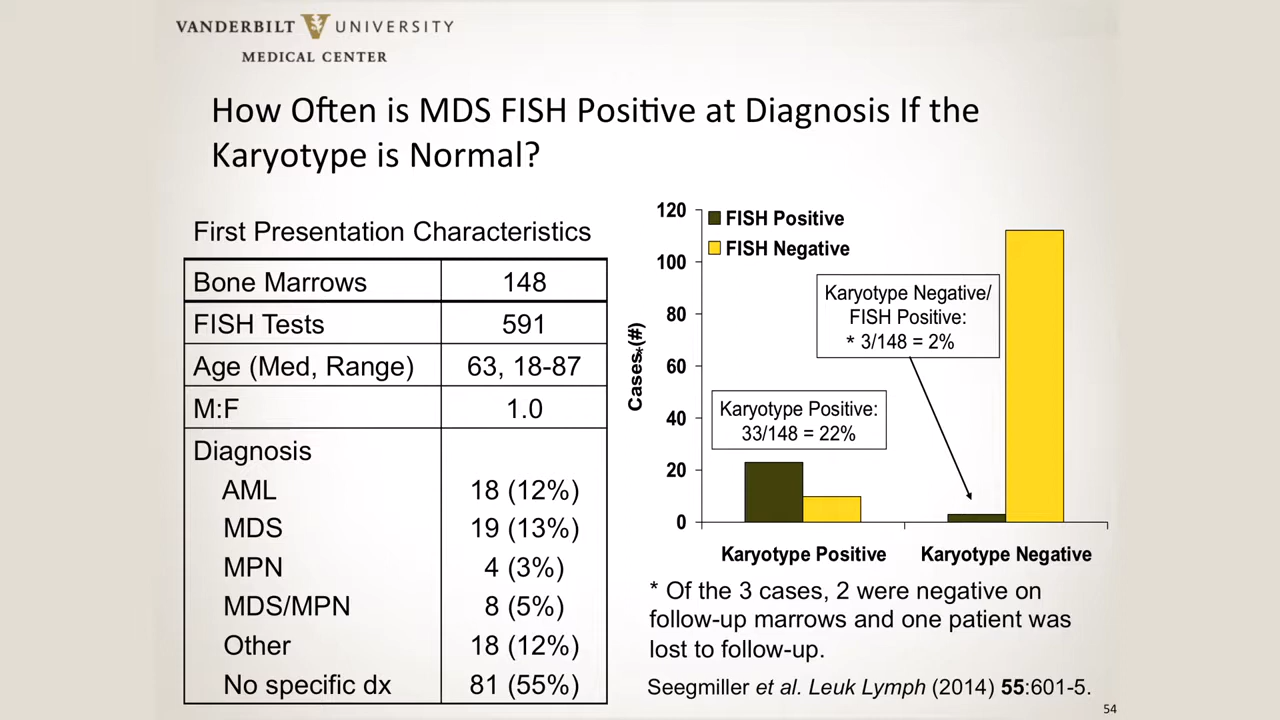 VANDERBILT UNIVERSITY
MEDICAL CENTER
How Often is MDS FISH Positive at Diagnosis If the
Karyotype is Normal?
First Presentation Characteristics
Bone Marrows 148
FISH Tests 591
Age (Med, Range) 63, 18-87
M:F 1.0
Diagnosis
AML 18 (12%)
MDS 19 (13%)
MPN 4 (3%)
MDS/MPN 8 (5%)
Other 18 (12%)
No specific dx 81 (55%)
Cases (#)
*
120
100
80
60
40
20
0
FISH Positive
FISH Negative
Karyotype Negative/
FISH Positive:
* 3/148 = 2%
Karyotype Positive:
33/148 = 22%
Karyotype Positive
Karyotype Negative
* Of the 3 cases, 2 were negative on
follow-up marrows and one patient was
lost to follow-up.
Seegmiller et al. Leuk Lymph (2014) 55:601-5.
54